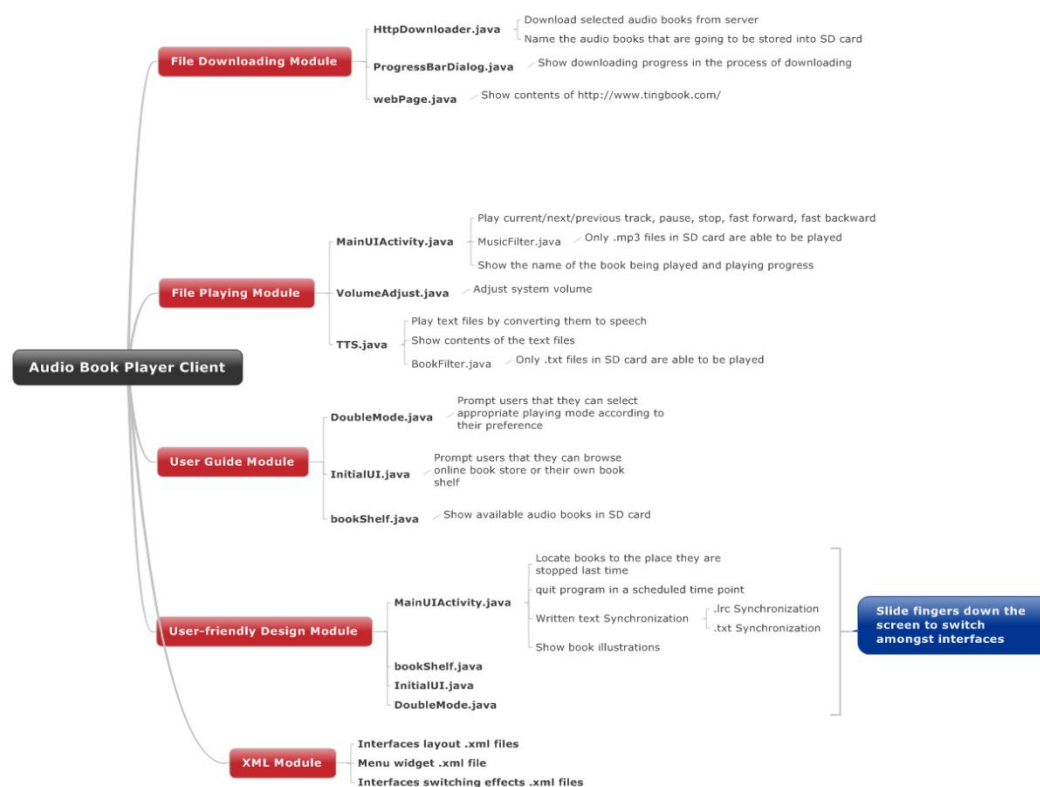 Audio Book Player Client
File Downloading Module
HttpDownloader.java
Download selected audio books from server
Name the audio books that are going to be stored into SD card
ProgressBarDialog.java
Show downloading progress in the process of downloading
webPage.java
Show contents of http://www.tingbook.com/
File Playing Module
MainUIActivity.java
Play current/next/previous track, pause, stop, fast forward, fast backward
MusicFilter.java
Only .mp3 files in SD card are able to be played
Show the name of the book being played and playing progress
VolumeAdjust.java
Adjust system volume
TTS.java
Play text files by converting them to speech
Show contents of the text files
BookFilter.java
Only .txt files in SD card are able to be played
User Guide Module
DoubleMode.java
Prompt users that they can select
appropriate playing mode according to
their preference
InitialUI.java
Prompt users that they can browse
online book store or their own book
shelf
bookShelf.java
Show available audio books in SD card
User-friendly Design Module
MainUIActivity.java
Locate books to the place they are
stopped last time
quit program in a scheduled time point
Written text Synchronization
.lrc Synchronization
.txt Synchronization
Show book illustrations
bookShelf.java
InitialUI.java
DoubleMode.java
Slide fingers down the
screen to switch
amongst interfaces
XML Module
Interfaces layout .xml files
Menu widget .xml file
Interfaces switching effects .xml files